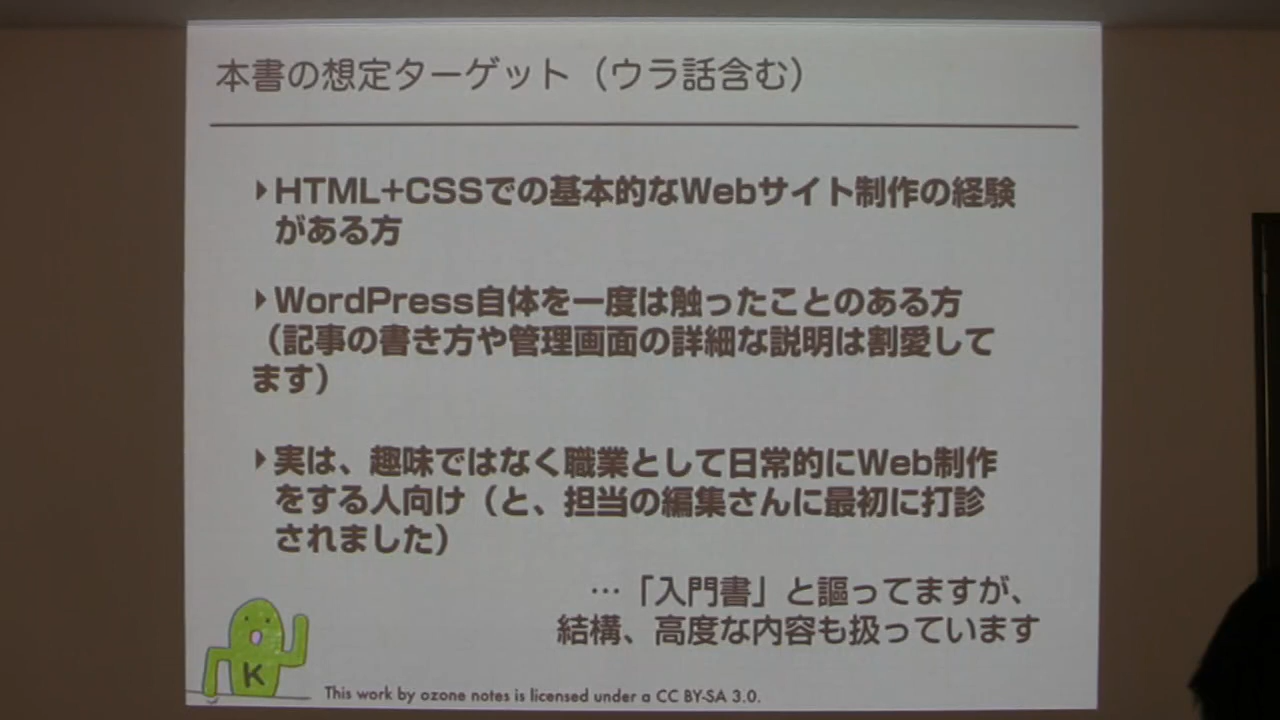 本書の想定ターゲット（ウラ話含む）
HTML+CSSでの基本的なWebサイト制作の経験
がある方
WordPress自体を一度は触ったことのある方
（記事の書き方や管理画面の詳細な説明は割愛して
ます）
実は、趣味ではなく職業として日常的にWeb制作
をする人向け（と、担当の編集さんに最初に打診
されました）
…「入門書」と謳ってますが、
結構、高度な内容も扱っています
K
This work by ozone notes is licensed under a CC BY-SA 3.0.